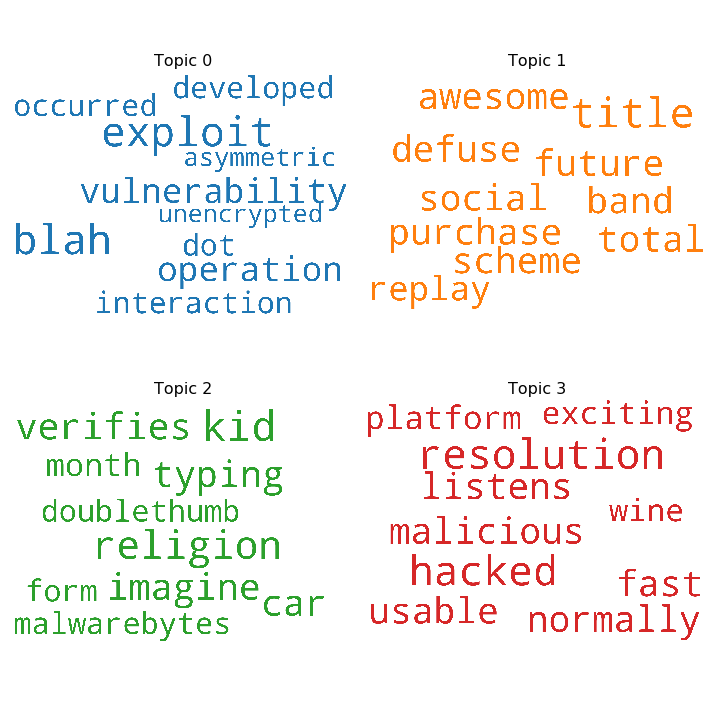 Topic 0
developed
occurred
exploit
asymmetric
vulnerability
unencrypted
blah
dot
operation
interaction
Topic 1
awesome
title
defuse
future
social
band
purchase
total
scheme
replay
Topic 2
verifies
kid
month
typing
doublethumb
religion
form
imagine
car
malwarebytes
Topic 3
platform
exciting
resolution
listens
wine
malicious
hacked
fast
usable
normally